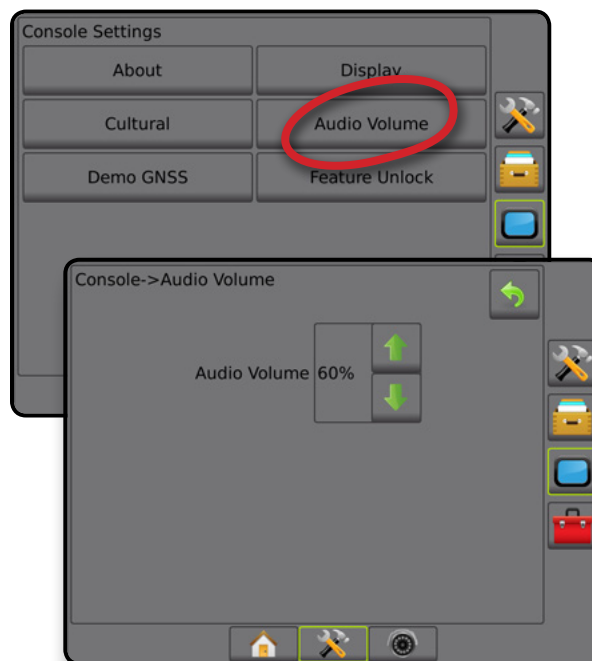 Console Settings
About
Display
Cultural
Audio Volume
Demo GNSS
Feature Unlock
Console->Audio Volume
Audio Volume 60%